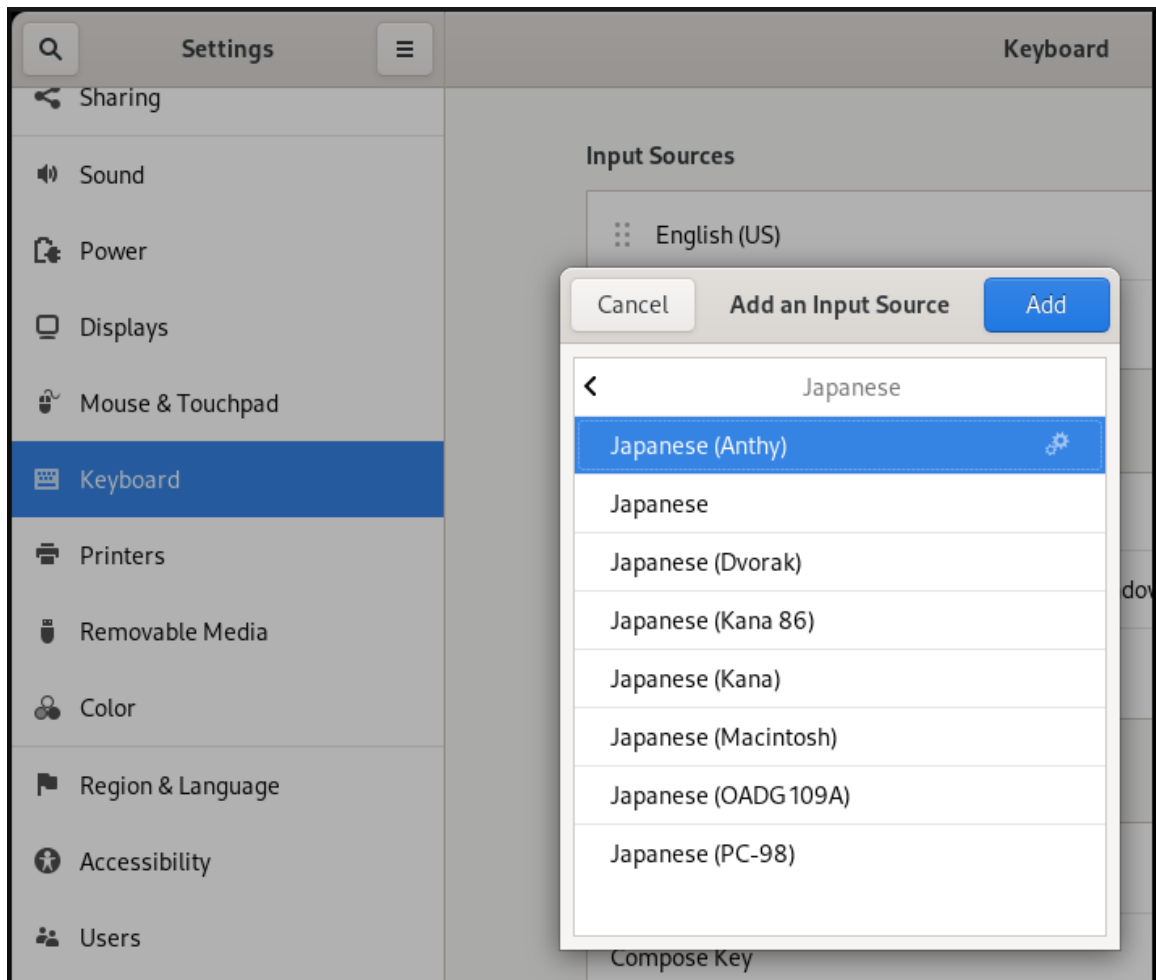 Settings
Keyboard
Sharing
Sound
Power
Displays
Mouse & Touchpad
Keyboard
Printers
Removable Media
Color
Region & Language
Accessibility
Users
Input Sources
English (US)
Cancel
Add an Input Source
Add
Japanese
Japanese (Anthy)
Japanese
Japanese (Dvorak)
Japanese (Kana 86)
Japanese (Kana)
Japanese (Macintosh)
Japanese (OADG 109A)
Japanese (PC-98)
Compose Key